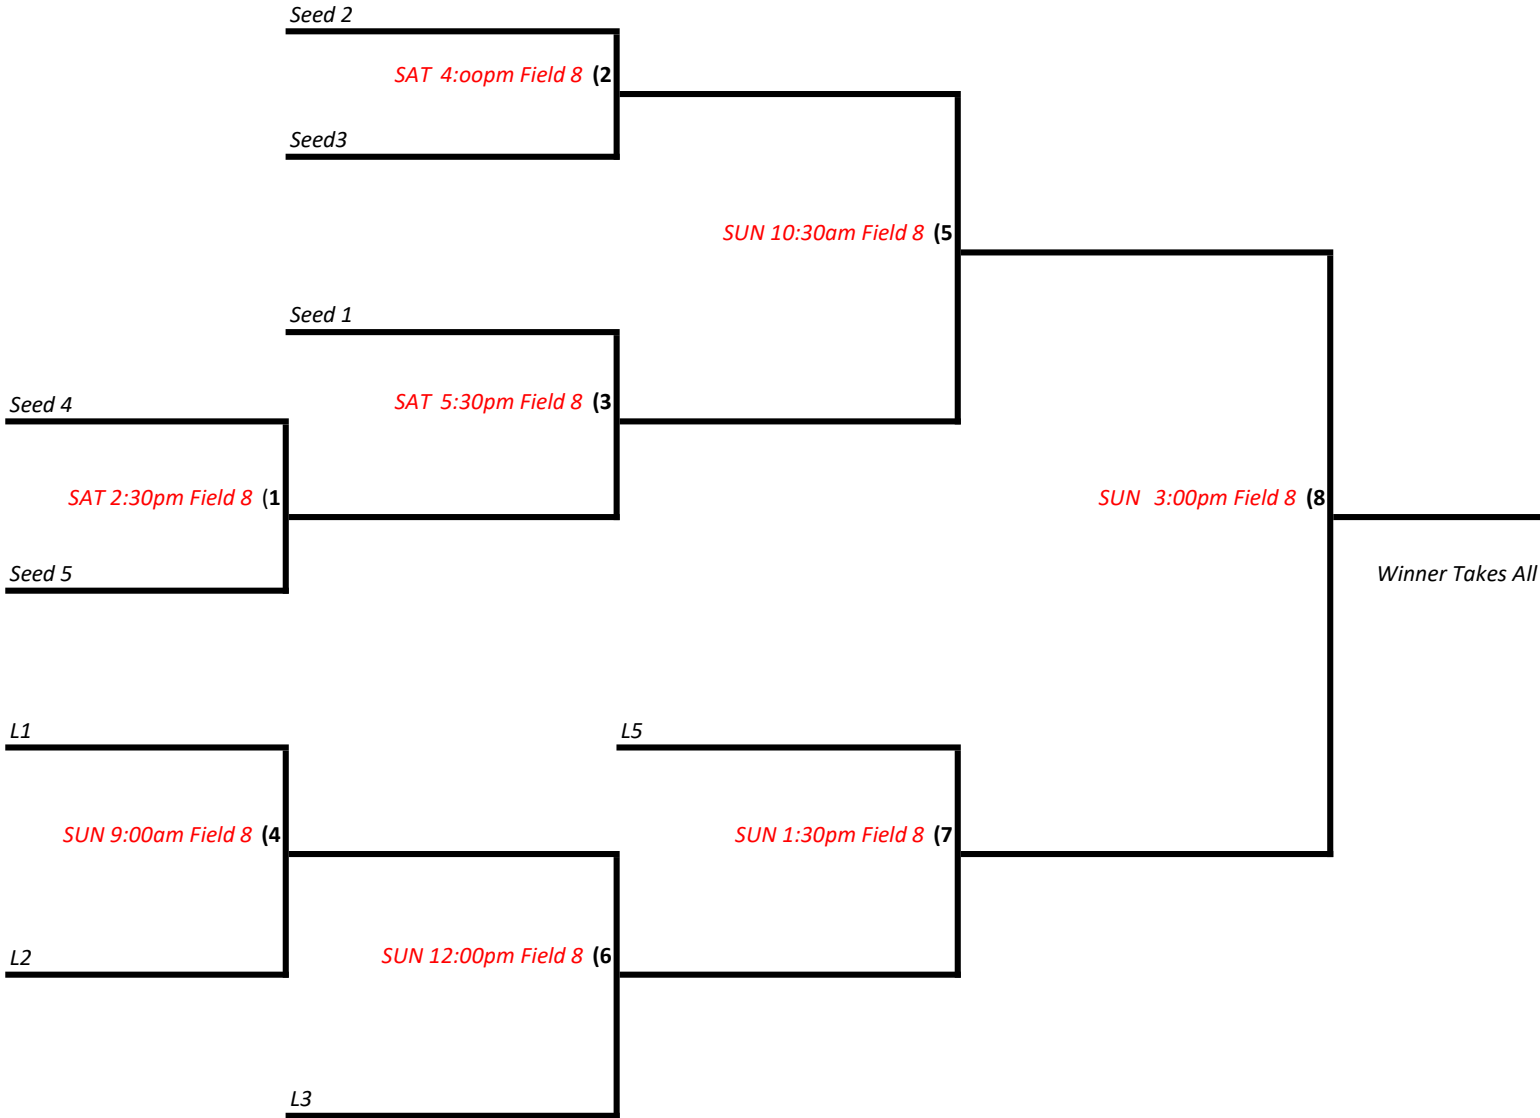 Seed 2
SAT 4:oopm Field 8 (2
Seed3
SUN 10:30am Field 8 (5
Seed 1
SAT 5:30pm Field 8 (3
Seed 4
SAT 2:30pm Field 8 (1
SUN 3:00pm Field 8 (8
Seed 5
Winner Takes All
L1
L5
SUN 9:00am Field 8 (4
SUN 1:30pm Field 8 (7
L2
SUN 12:00pm Field 8 (6
L3